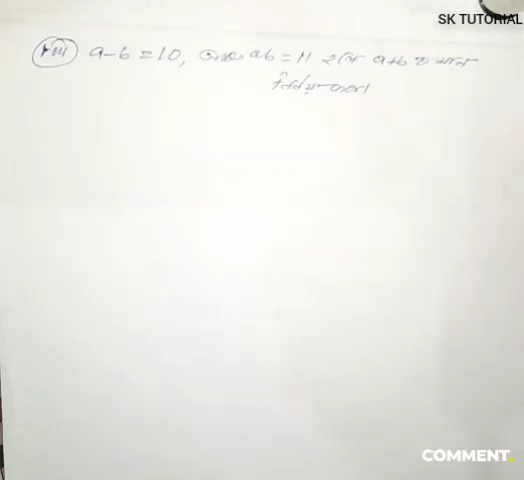 SK TUTORIAL
viii a-b=10, এবং ab=11 হলে a+b এর মান
নির্ণয় করো।
COMMENT.